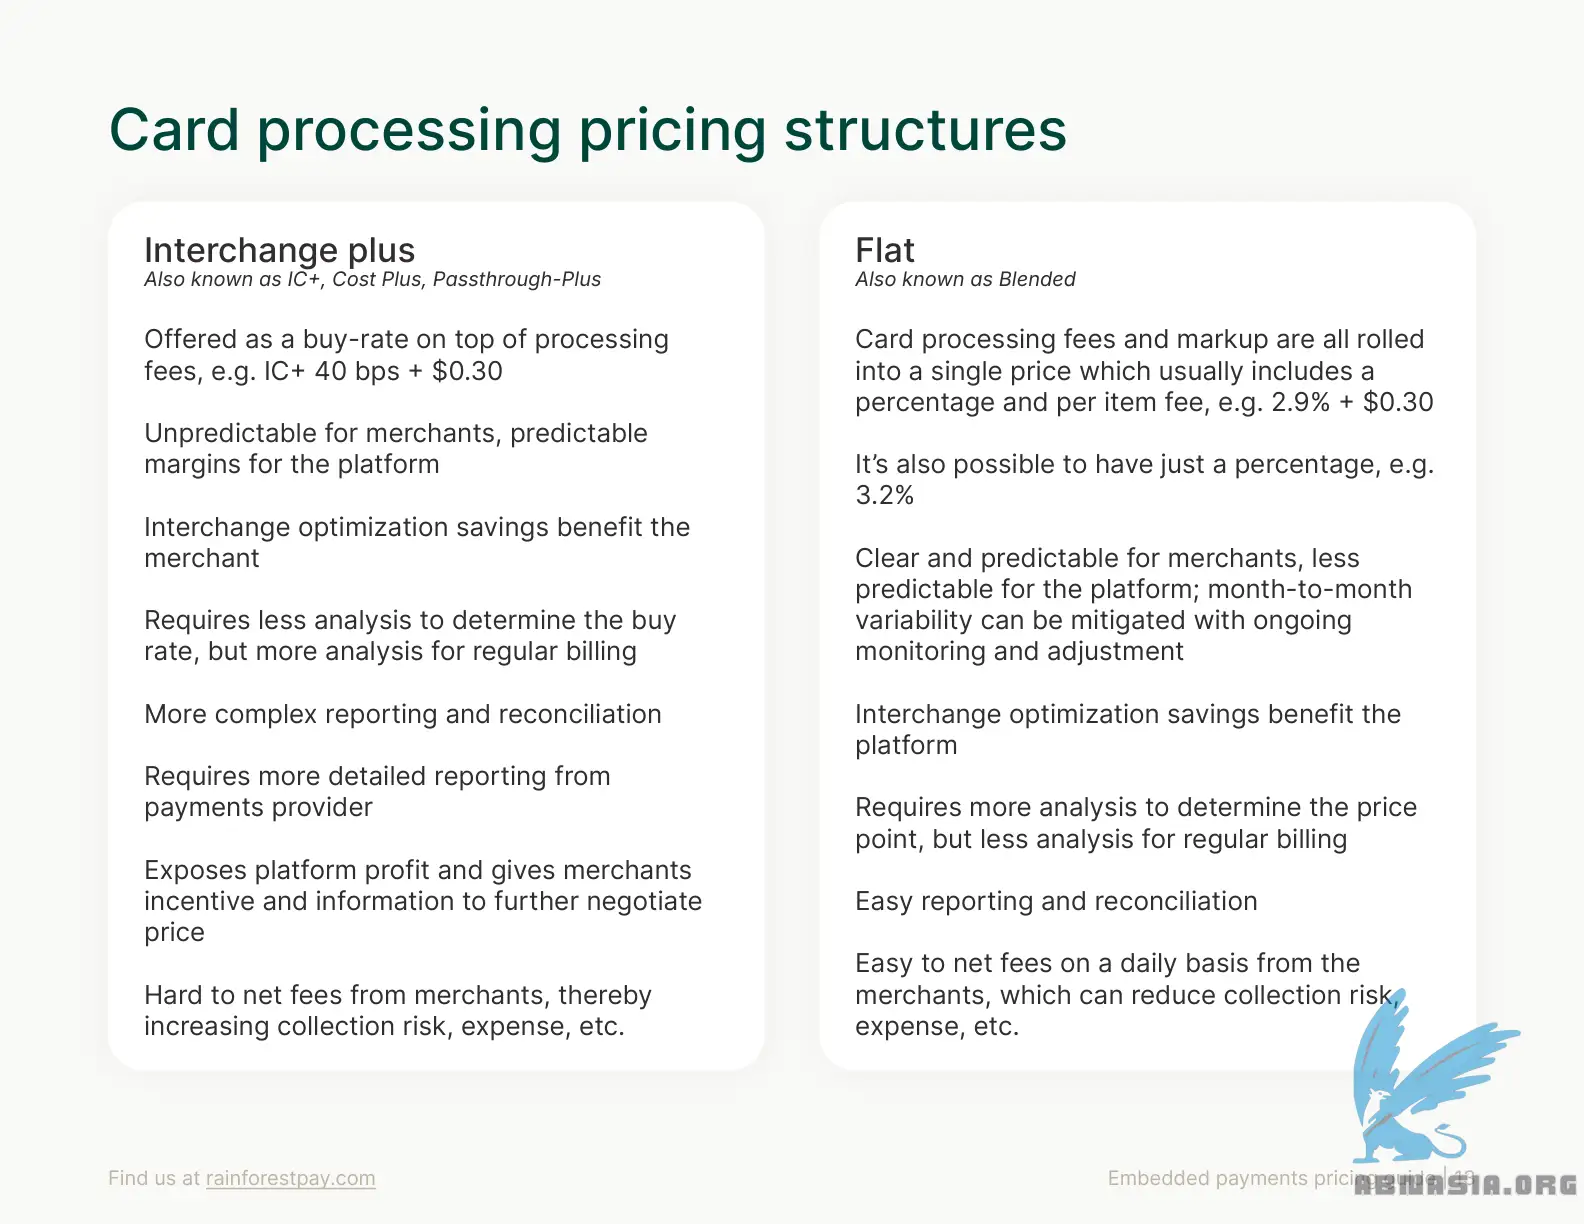 Card processing pricing structures
Interchange plus
Also known as IC+, Cost Plus, Passthrough-Plus
Offered as a buy-rate on top of processing
fees, e.g. IC+ 40 bps + $0.30
Unpredictable for merchants, predictable
margins for the platform
Interchange optimization savings benefit the
merchant
Requires less analysis to determine the buy
rate, but more analysis for regular billing
More complex reporting and reconciliation
Requires more detailed reporting from
payments provider
Exposes platform profit and gives merchants
incentive and information to further negotiate
price
Hard to net fees from merchants, thereby
increasing collection risk, expense, etc.
Flat
Also known as Blended
Card processing fees and markup are all rolled
into a single price which usually includes a
percentage and per item fee, e.g. 2.9% + $0.30
It’s also possible to have just a percentage, e.g.
3.2%
Clear and predictable for merchants, less
predictable for the platform; month-to-month
variability can be mitigated with ongoing
monitoring and adjustment
Interchange optimization savings benefit the
platform
Requires more analysis to determine the price
point, but less analysis for regular billing
Easy reporting and reconciliation
Easy to net fees on a daily basis from the
merchants, which can reduce collection risk,
expense, etc.
Find us at rainforestpay.com
Embedded payments pricing guide |